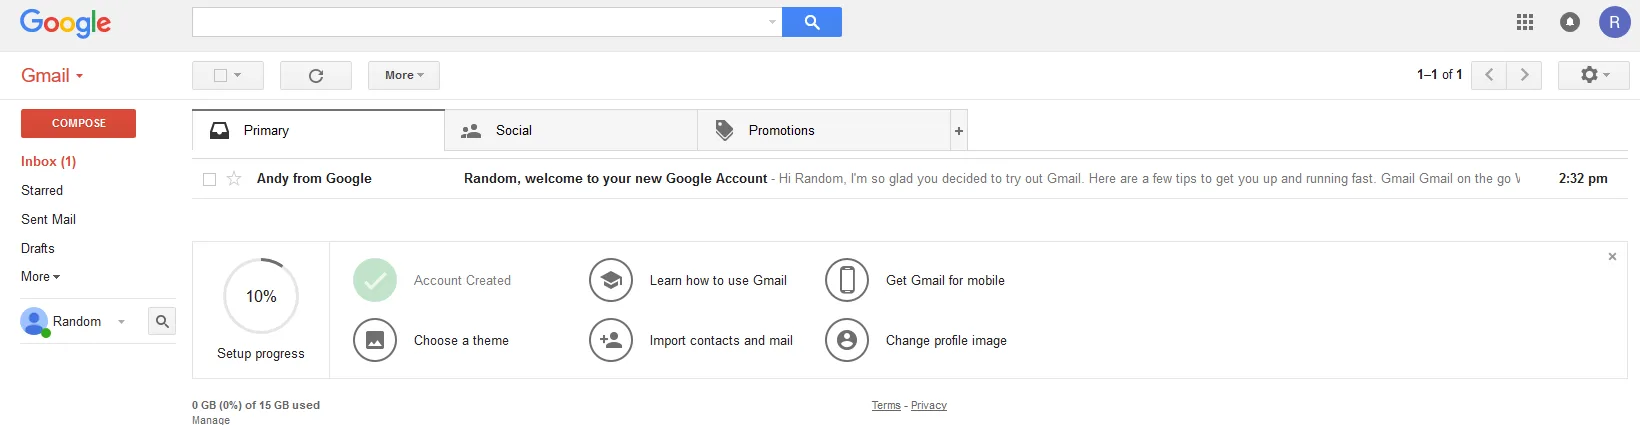 Google
R
Gmail
More
1–1 of 1
COMPOSE
Primary
Social
Promotions
+
Inbox (1)
Starred
Sent Mail
Drafts
More
Random
Andy from Google
Random, welcome to your new Google Account - Hi Random, I'm so glad you decided to try out Gmail. Here are a few tips to get you up and running fast. Gmail Gmail on the go
2:32 pm
10%
Setup progress
Account Created
Learn how to use Gmail
Get Gmail for mobile
Choose a theme
Import contacts and mail
Change profile image
0 GB (0%) of 15 GB used
Manage
Terms - Privacy